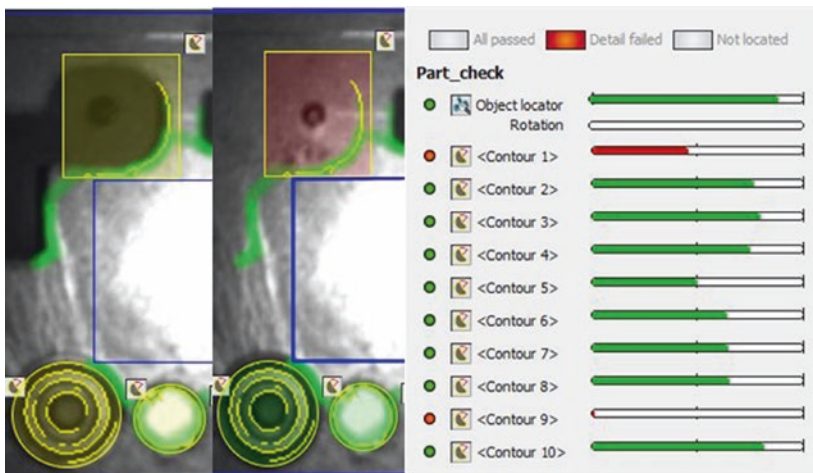 All passed Detail failed Not located
Part_check
Object locator
Rotation
<Contour 1>
<Contour 2>
<Contour 3>
<Contour 4>
<Contour 5>
<Contour 6>
<Contour 7>
<Contour 8>
<Contour 9>
<Contour 10>